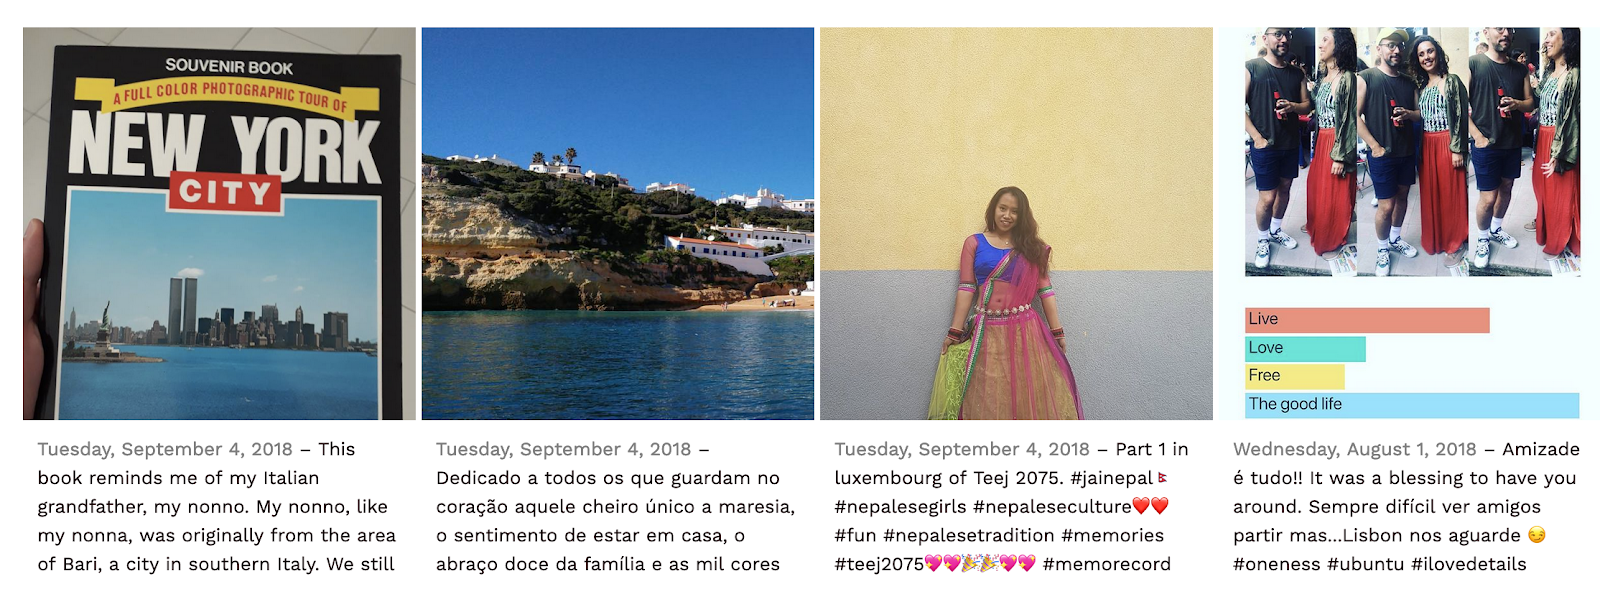 SOUVENIR BOOK
A FULL COLOR PHOTOGRAPHIC TOUR OF
NEW YORK
CITY
Tuesday, September 4, 2018 – This
book reminds me of my Italian
grandfather, my nonno. My nonno, like
my nonna, was originally from the area
of Bari, a city in southern Italy. We still
Tuesday, September 4, 2018 –
Dedicado a todos os que guardam no
coração aquele cheiro único a maresia,
o sentimento de estar em casa, o
abraço doce da família e as mil cores
Tuesday, September 4, 2018 – Part 1 in
luxembourg of Teej 2075. #jainepal🇳🇵
#nepalesegirls #nepaleseculture❤️❤️
#fun #nepalesetradition #memories
#teej2075💖💖🎉🎉💖💖 #memorecord
Live
Love
Free
The good life
Wednesday, August 1, 2018 – Amizade
é tudo!! It was a blessing to have you
around. Sempre difícil ver amigos
partir mas...Lisbon nos aguarde 😏
#oneness #ubuntu #ilovedetails